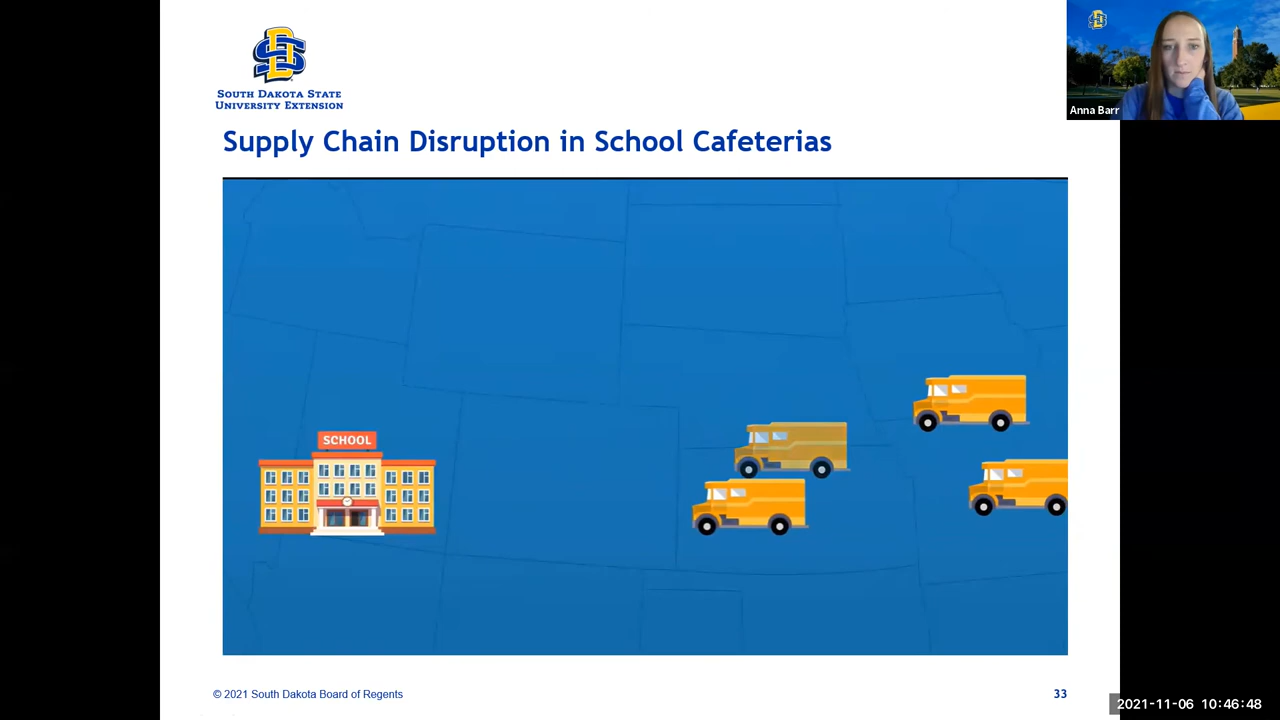 SOUTH DAKOTA STATE
UNIVERSITY EXTENSION
Anna Barr
Supply Chain Disruption in School Cafeterias
SCHOOL
© 2021 South Dakota Board of Regents
33
2021-11-06 10:46:48